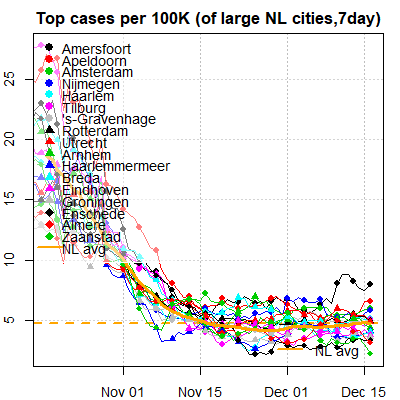 Top cases per 100K (of large NL cities,7day)
Amersfoort
Apeldoorn
Amsterdam
Nijmegen
Haarlem
Tilburg
's-Gravenhage
Rotterdam
Utrecht
Arnhem
Haarlemmermeer
Breda
Eindhoven
Groningen
Enschede
Almere
Zaanstad
NL avg
25
20
15
10
5
NL avg
Nov 01
Nov 15
Dec 01
Dec 15